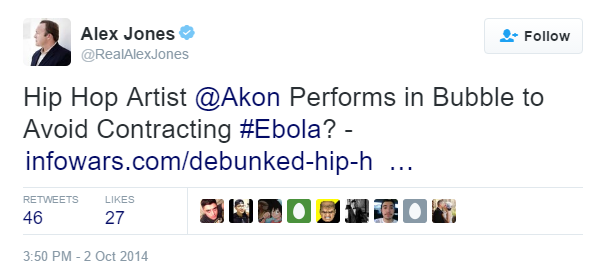 Alex Jones
@RealAlexJones
Follow
Hip Hop Artist @Akon Performs in Bubble to
Avoid Contracting #Ebola? -
infowars.com/debunked-hip-h ...
RETWEETS LIKES
46 27
3:50 PM - 2 Oct 2014